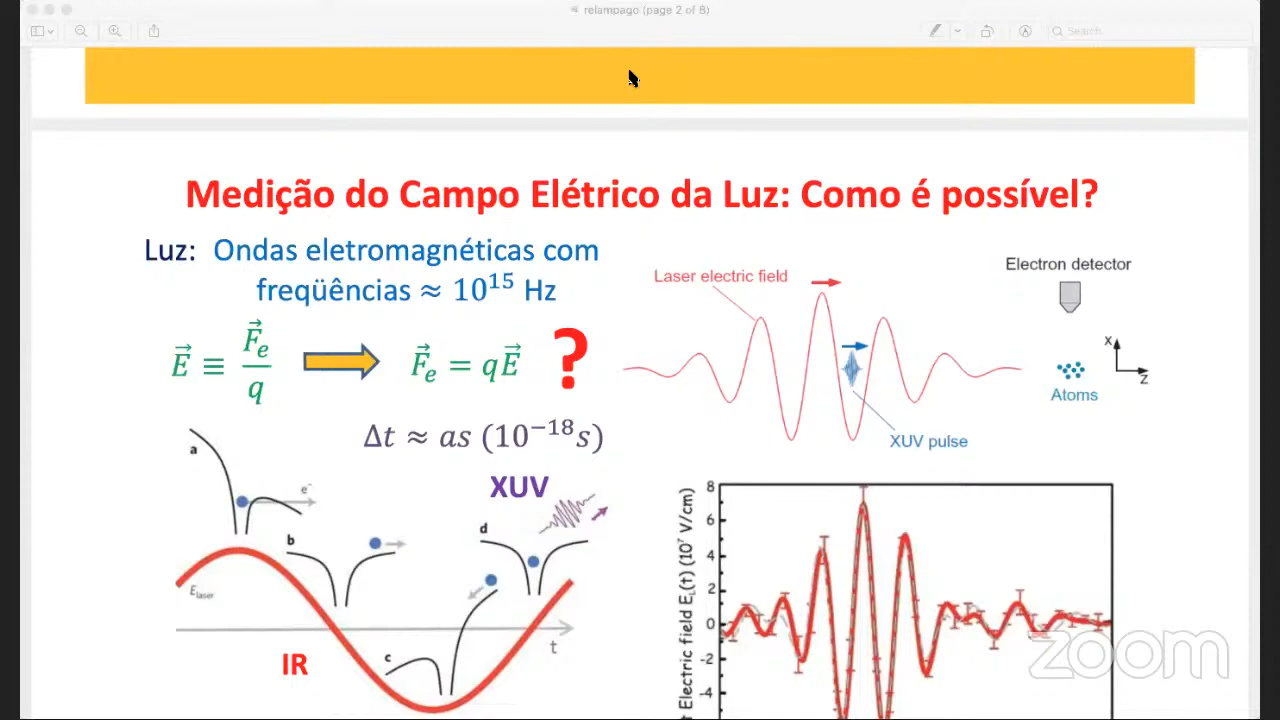 relampago (page 2 of 8)
Search
Medição do Campo Elétrico da Luz: Como é possível?
Luz: Ondas eletromagnéticas com
freqüências ≈ 10¹⁵ Hz
E⃗ ≡ F⃗ₑ/q
F⃗ₑ = qE⃗ ?
Δt ≈ as (10⁻¹⁸s)
XUV
a
e⁻
b
d
E_laser
c
t
IR
Laser electric field
Electron detector
x
z
Atoms
XUV pulse
8
6
4
2
0
-2
-4
t Electric field E_L(t) (10⁷ V/cm)
zoom